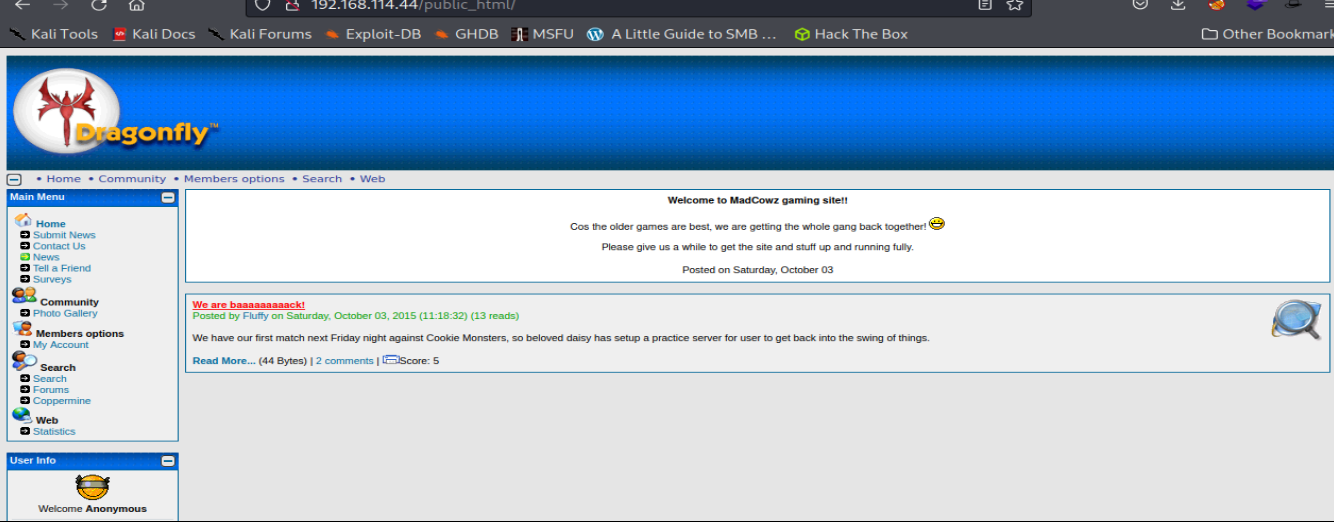 192.168.114.44/public_html/
Kali Tools Kali Docs Kali Forums Exploit-DB GHDB MSFU A Little Guide to SMB ... Hack The Box Other Bookmark
Dragonfly™
• Home • Community • Members options • Search • Web
Main Menu
Home
Submit News
Contact Us
News
Tell a Friend
Surveys
Community
Photo Gallery
Members options
My Account
Search
Search
Forums
Coppermine
Web
Statistics
User Info
Welcome Anonymous
Welcome to MadCowz gaming site!!
Cos the older games are best, we are getting the whole gang back together!
Please give us a while to get the site and stuff up and running fully.
Posted on Saturday, October 03
We are baaaaaaaaack!
Posted by Fluffy on Saturday, October 03, 2015 (11:18:32) (13 reads)
We have our first match next Friday night against Cookie Monsters, so beloved daisy has setup a practice server for user to get back into the swing of things.
Read More... (44 Bytes) | 2 comments | Score: 5